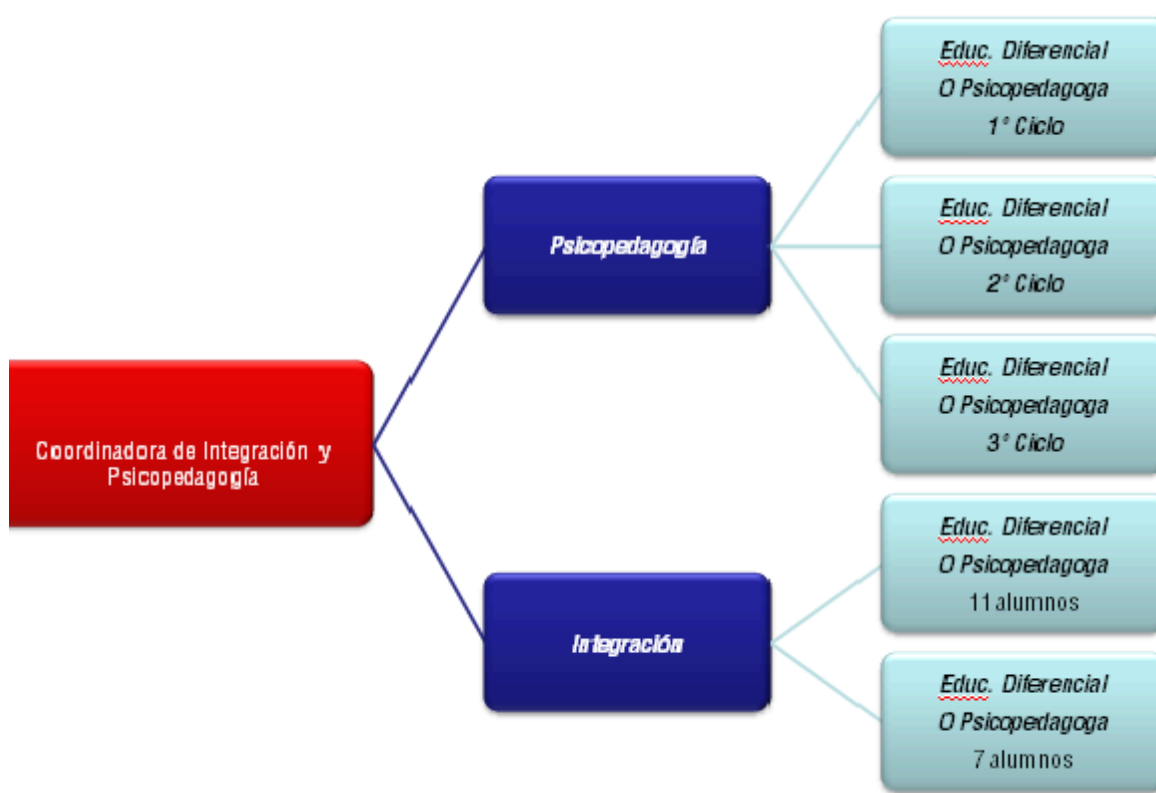 Coordinadora de Integración y
Psicopedagogía
Psicopedagogía
Educ. Diferencial
O Psicopedagoga
1° Ciclo
Educ. Diferencial
O Psicopedagoga
2° Ciclo
Educ. Diferencial
O Psicopedagoga
3° Ciclo
Integración
Educ. Diferencial
O Psicopedagoga
11 alumnos
Educ. Diferencial
O Psicopedagoga
7 alumnos